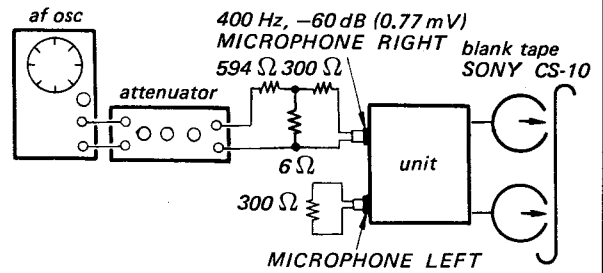 af osc
attenuator
400 Hz, −60 dB (0.77 mV)
MICROPHONE RIGHT
594 Ω 300 Ω
6 Ω
300 Ω
MICROPHONE LEFT
unit
blank tape
SONY CS-10